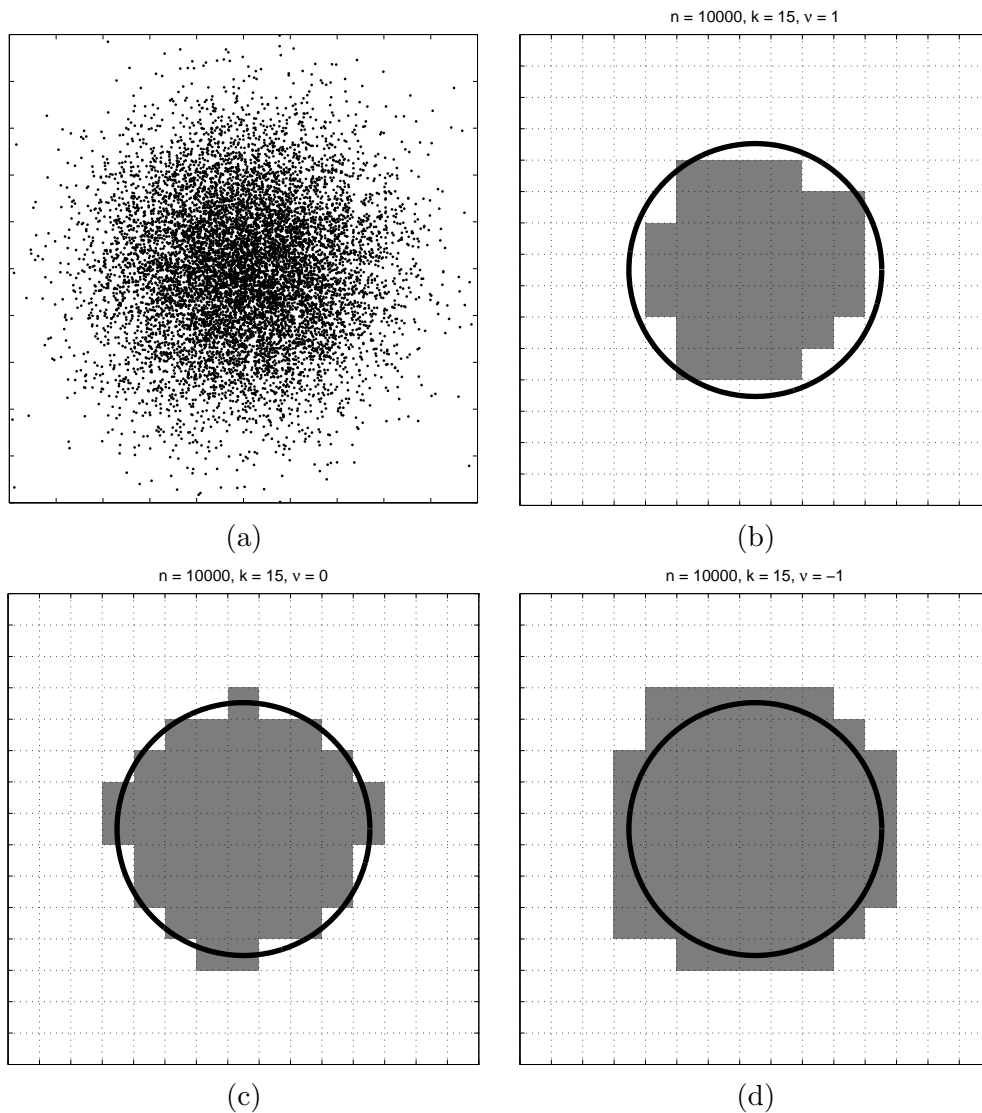 n = 10000, k = 15, ν = 1
(a)
(b)
n = 10000, k = 15, ν = 0
n = 10000, k = 15, ν = −1
(c)
(d)